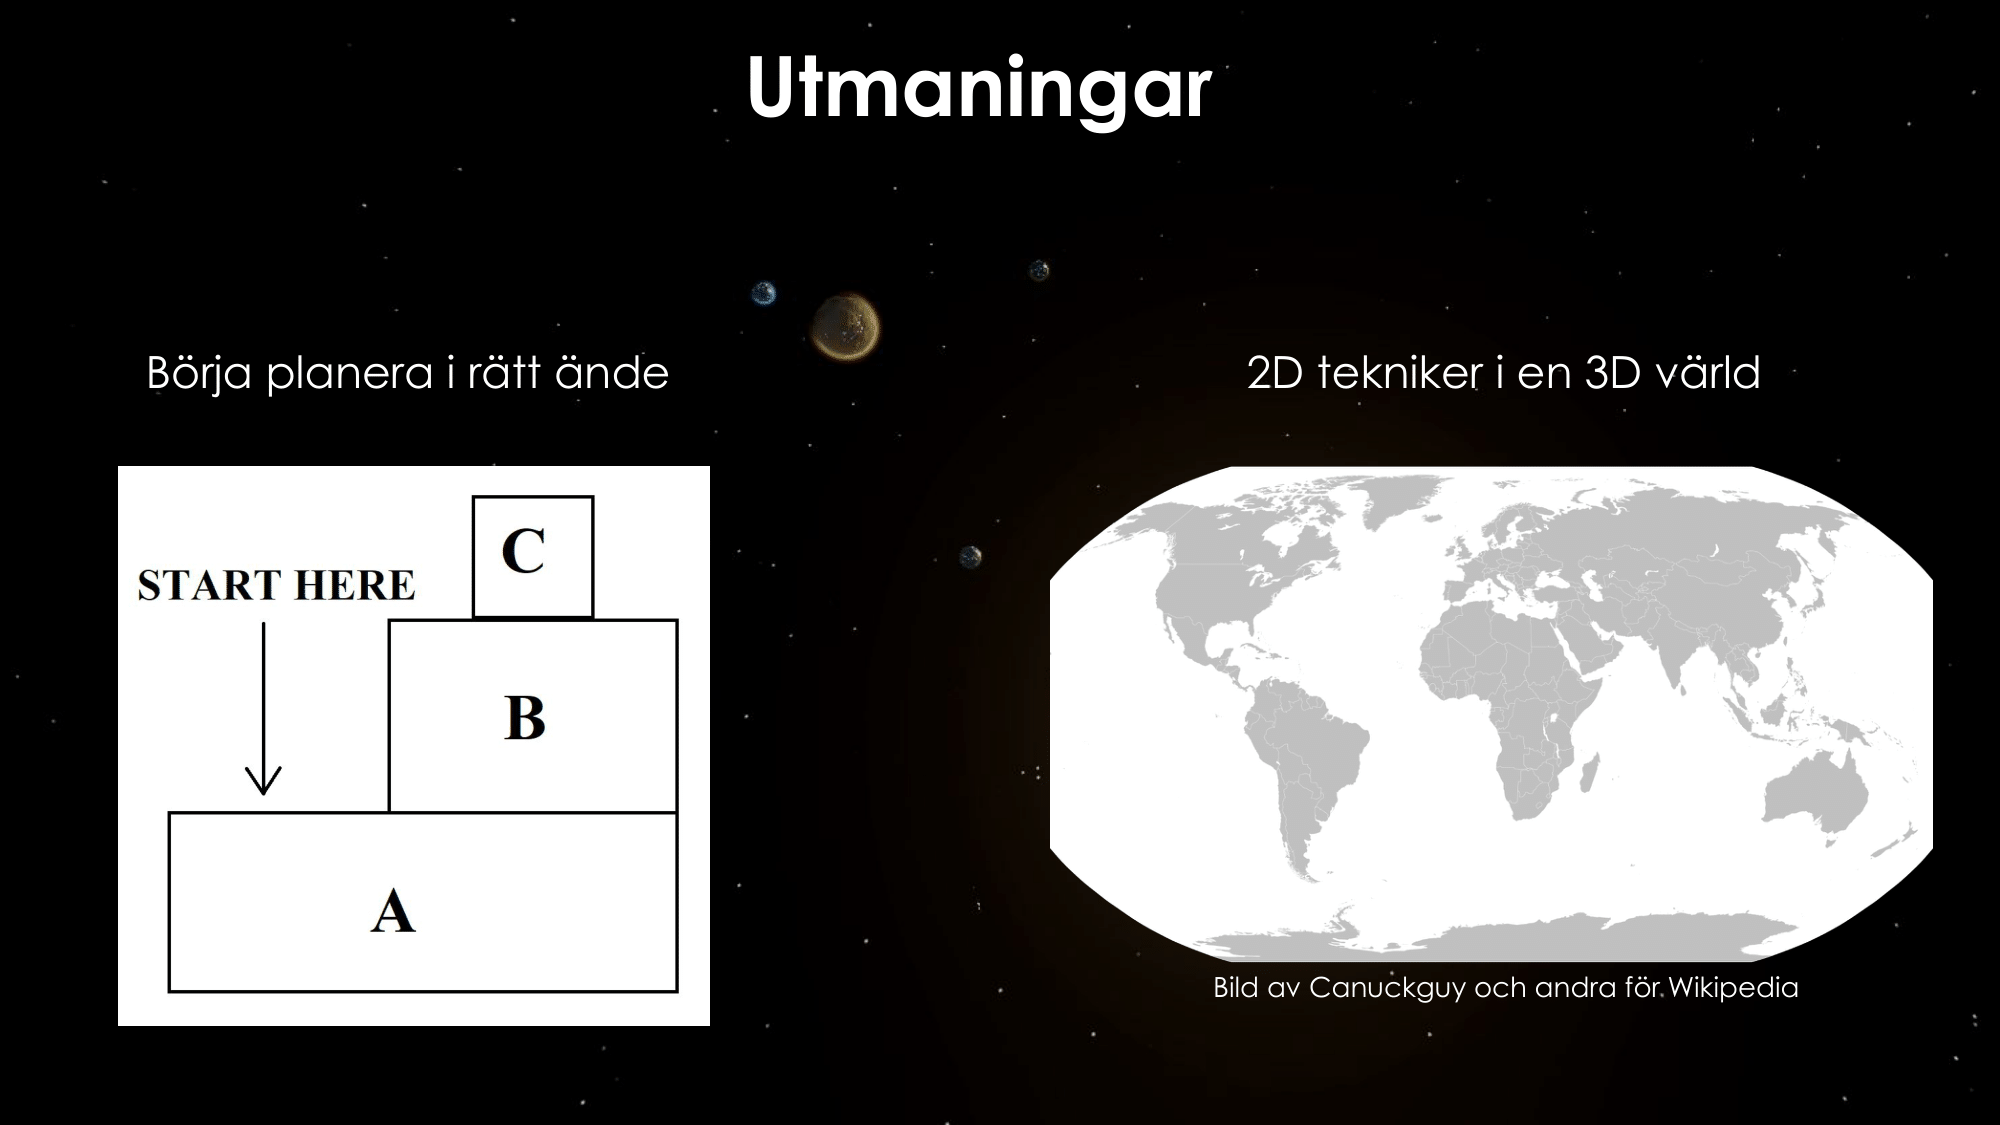 Utmaningar
Börja planera i rätt ände
START HERE
C
B
A
2D tekniker i en 3D värld
Bild av Canuckguy och andra för Wikipedia